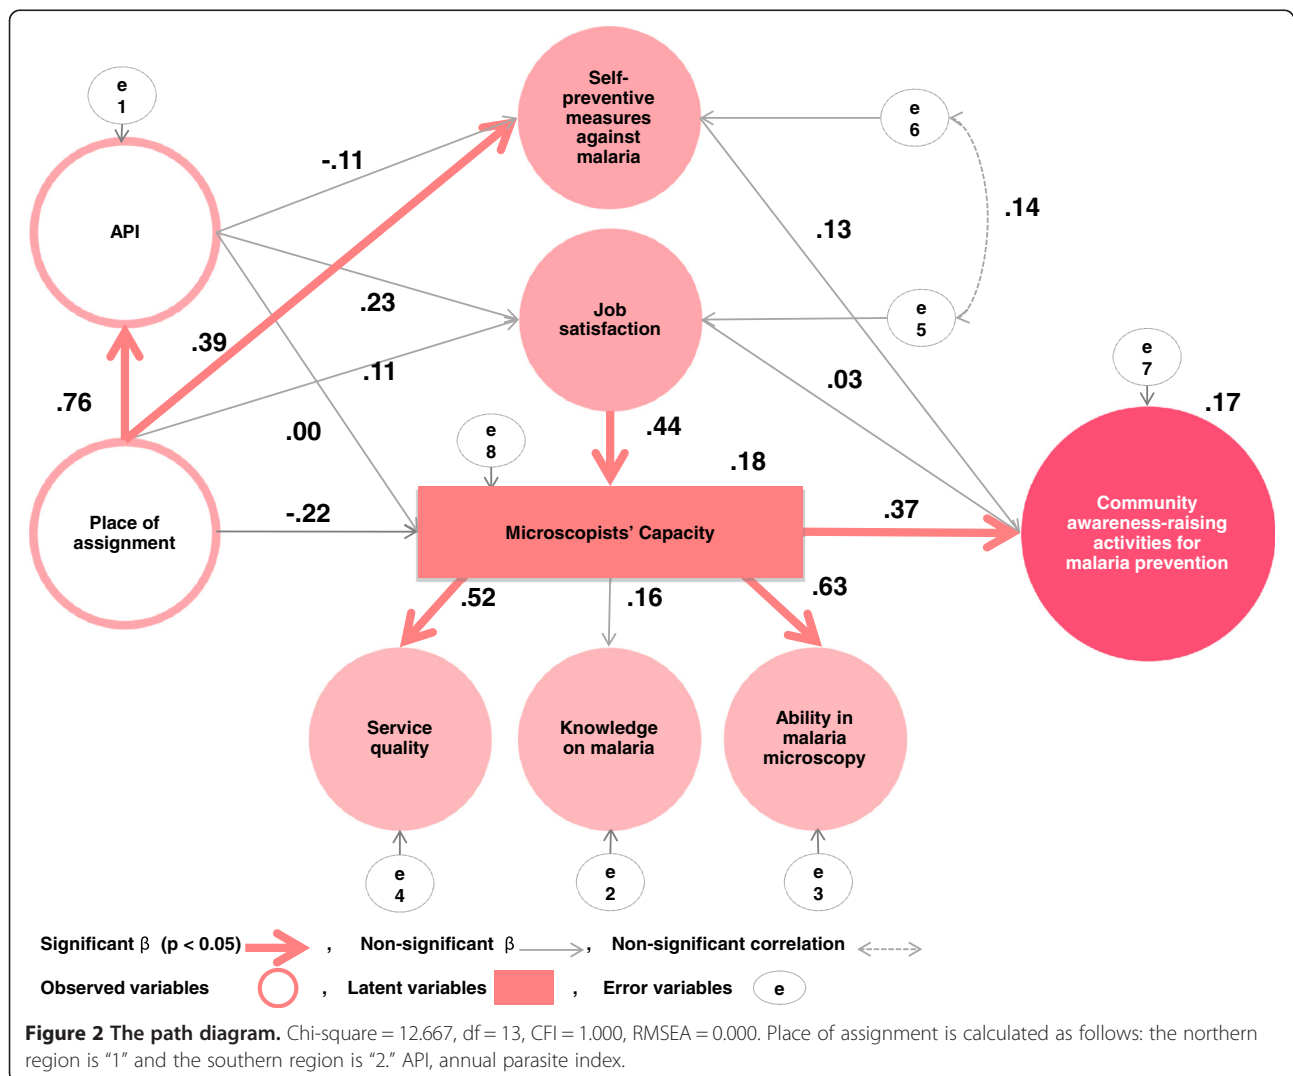 e
1
Self-
preventive
measures
against
malaria
e
6
-.11
API
.13
.14
.23
Job
satisfaction
e
5
.39
.11
.03
e
7
.76
.00
.44
.17
e
8
.18
Place of
assignment
-.22
Microscopists’ Capacity
.37
Community
awareness-raising
activities for
malaria prevention
.52
.16
.63
Service
quality
Knowledge
on malaria
Ability in
malaria
microscopy
e
4
e
2
e
3
Significant β (p < 0.05) , Non-significant β , Non-significant correlation
Observed variables , Latent variables , Error variables e
Figure 2 The path diagram. Chi-square = 12.667, df = 13, CFI = 1.000, RMSEA = 0.000. Place of assignment is calculated as follows: the northern
region is “1” and the southern region is “2.” API, annual parasite index.